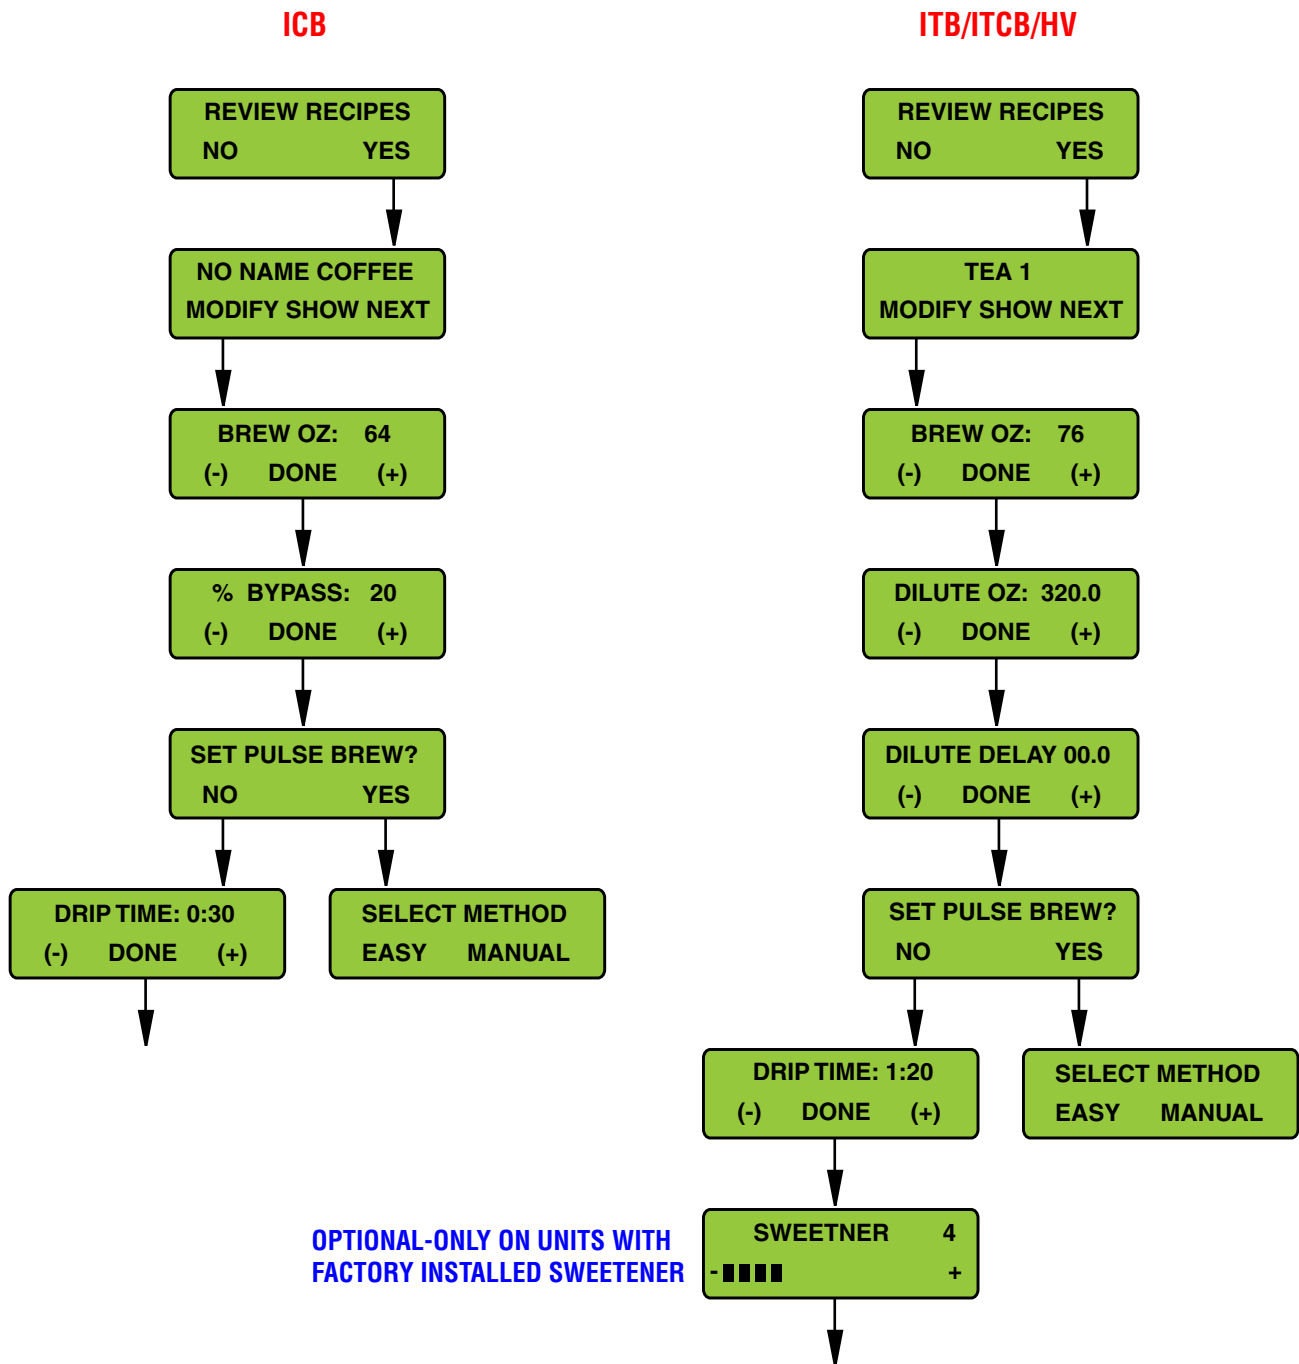 ICB
REVIEW RECIPES
NO YES
NO NAME COFFEE
MODIFY SHOW NEXT
BREW OZ: 64
(-) DONE (+)
% BYPASS: 20
(-) DONE (+)
SET PULSE BREW?
NO YES
DRIP TIME: 0:30
(-) DONE (+)
SELECT METHOD
EASY MANUAL
ITB/ITCB/HV
REVIEW RECIPES
NO YES
TEA 1
MODIFY SHOW NEXT
BREW OZ: 76
(-) DONE (+)
DILUTE OZ: 320.0
(-) DONE (+)
DILUTE DELAY 00.0
(-) DONE (+)
SET PULSE BREW?
NO YES
DRIP TIME: 1:20
(-) DONE (+)
SELECT METHOD
EASY MANUAL
OPTIONAL-ONLY ON UNITS WITH
FACTORY INSTALLED SWEETENER
SWEETNER 4
- +